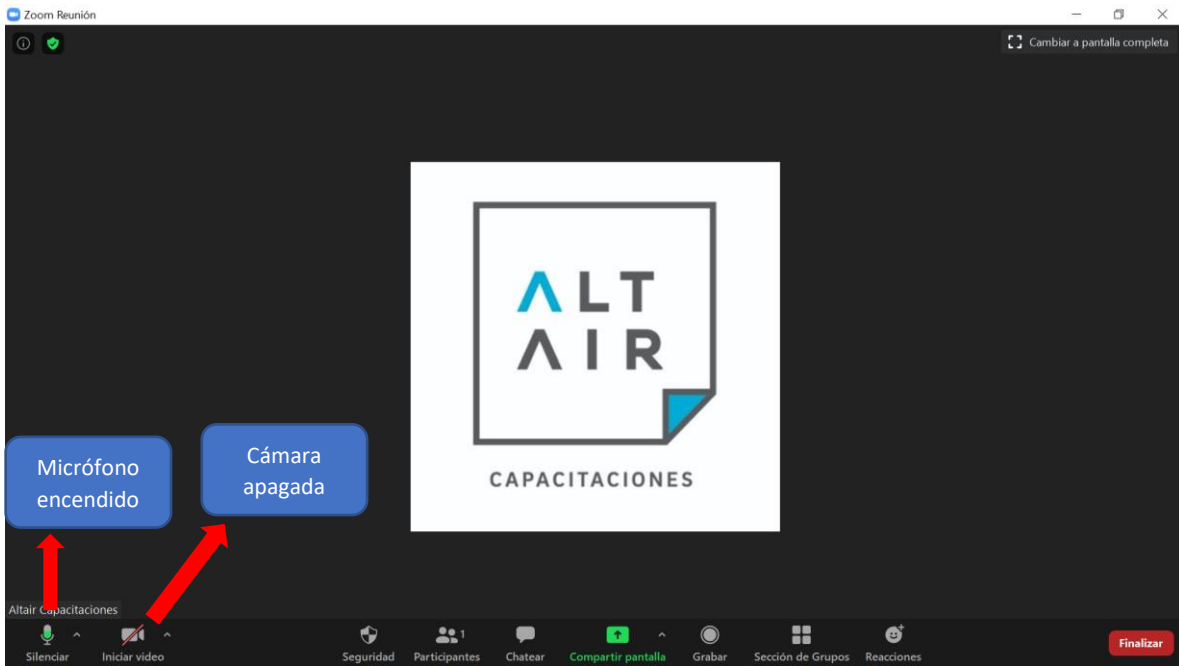 Zoom Reunión
Cambiar a pantalla completa
ALT
AIR
CAPACITACIONES
Micrófono
encendido
Cámara
apagada
Altair Capacitaciones
Silenciar
Iniciar video
Seguridad
Participantes
1
Chatear
Compartir pantalla
Grabar
Sección de Grupos
Reacciones
Finalizar